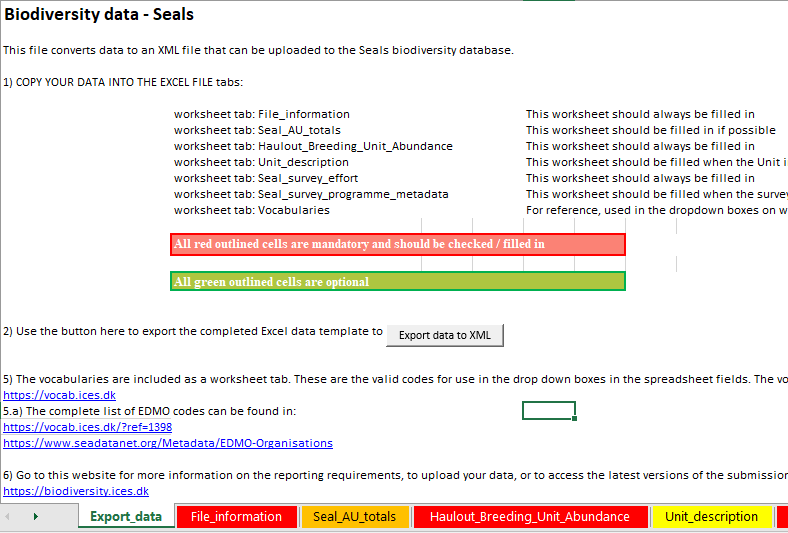 Biodiversity data - Seals
This file converts data to an XML file that can be uploaded to the Seals biodiversity database.
1) COPY YOUR DATA INTO THE EXCEL FILE tabs:
worksheet tab: File_information This worksheet should always be filled in
worksheet tab: Seal_AU_totals This worksheet should be filled in if possible
worksheet tab: Haulout_Breeding_Unit_Abundance This worksheet should always be filled in
worksheet tab: Unit_description This worksheet should be filled when the Unit i
worksheet tab: Seal_survey_effort This worksheet should always be filled in
worksheet tab: Seal_survey_programme_metadata This worksheet should be filled when the survey
worksheet tab: Vocabularies For reference, used in the dropdown boxes on w
All red outlined cells are mandatory and should be checked / filled in
All green outlined cells are optional
2) Use the button here to export the completed Excel data template to Export data to XML
5) The vocabularies are included as a worksheet tab. These are the valid codes for use in the drop down boxes in the spreadsheet fields. The vo
https://vocab.ices.dk
5.a) The complete list of EDMO codes can be found in:
https://vocab.ices.dk/?ref=1398
https://www.seadatanet.org/Metadata/EDMO-Organisations
6) Go to this website for more information on the reporting requirements, to upload your data, or to access the latest versions of the submission
https://biodiversity.ices.dk
Export_data File_information Seal_AU_totals Haulout_Breeding_Unit_Abundance Unit_description